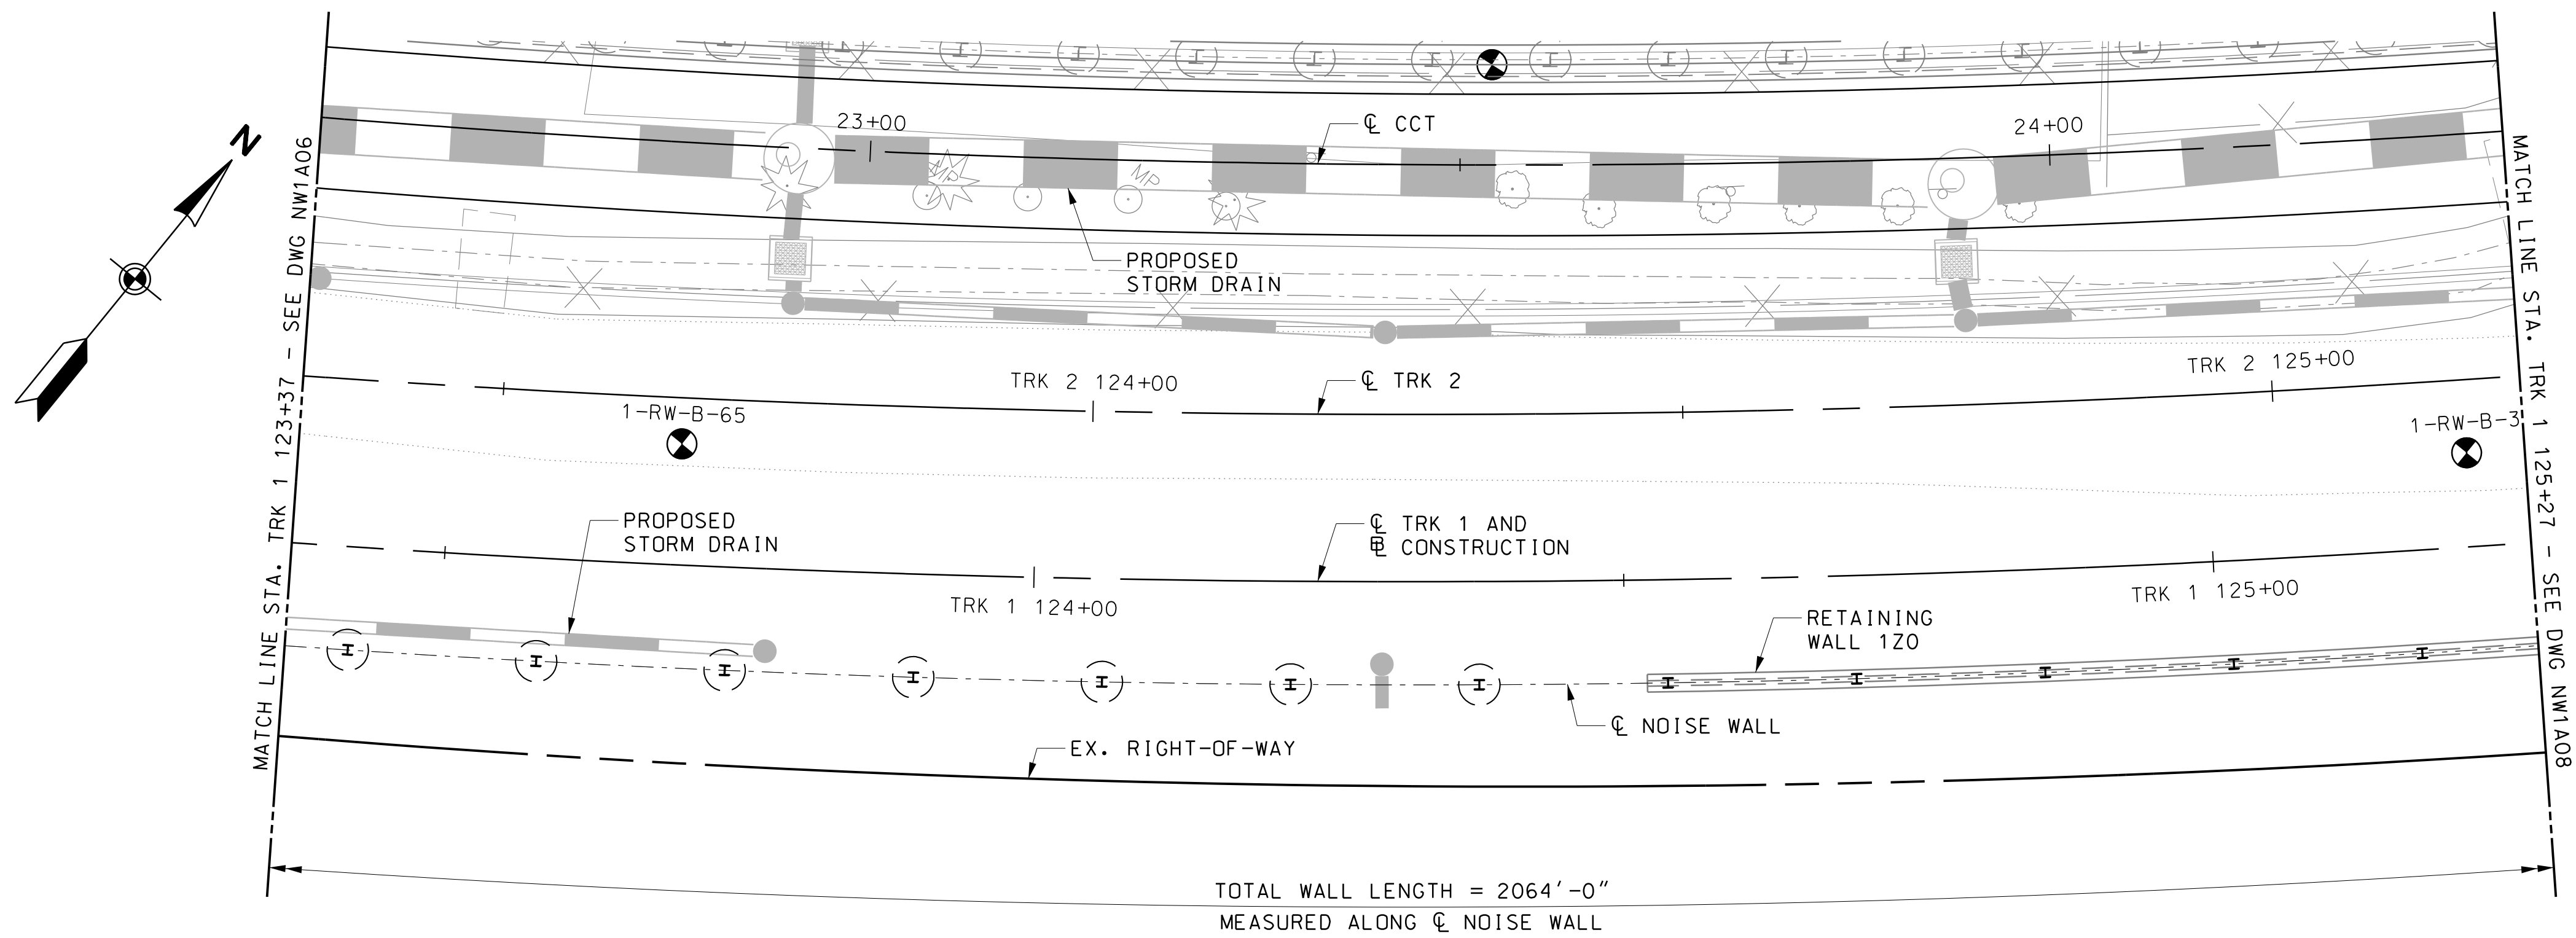 N
MATCH LINE STA. TRK 1 123+37 - SEE DWG NW1A06
23+00
℄ CCT
24+00
MP
MP
PROPOSED
STORM DRAIN
TRK 2 124+00
℄ TRK 2
TRK 2 125+00
1-RW-B-65
1-RW-B-3
PROPOSED
STORM DRAIN
℄ TRK 1 AND
BL CONSTRUCTION
TRK 1 124+00
TRK 1 125+00
RETAINING
WALL 1Z0
℄ NOISE WALL
EX. RIGHT-OF-WAY
MATCH LINE STA. TRK 1 125+27 - SEE DWG NW1A08
TOTAL WALL LENGTH = 2064'-0"
MEASURED ALONG ℄ NOISE WALL